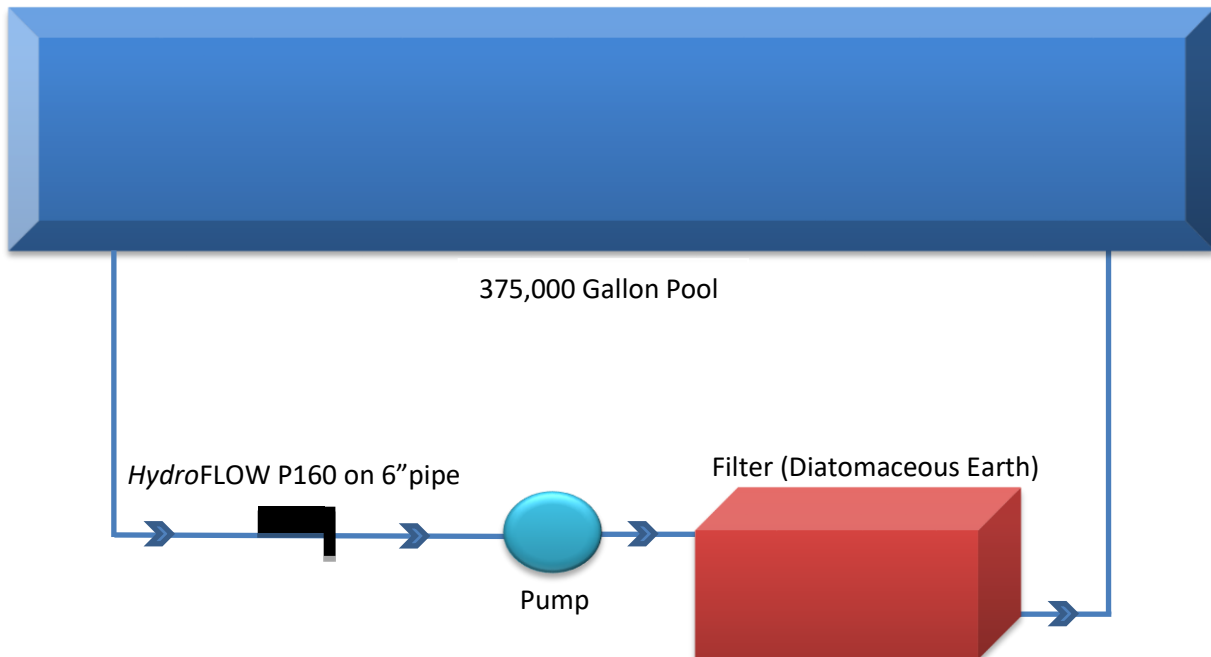 375,000 Gallon Pool
HydroFLOW P160 on 6”pipe
Filter (Diatomaceous Earth)
Pump